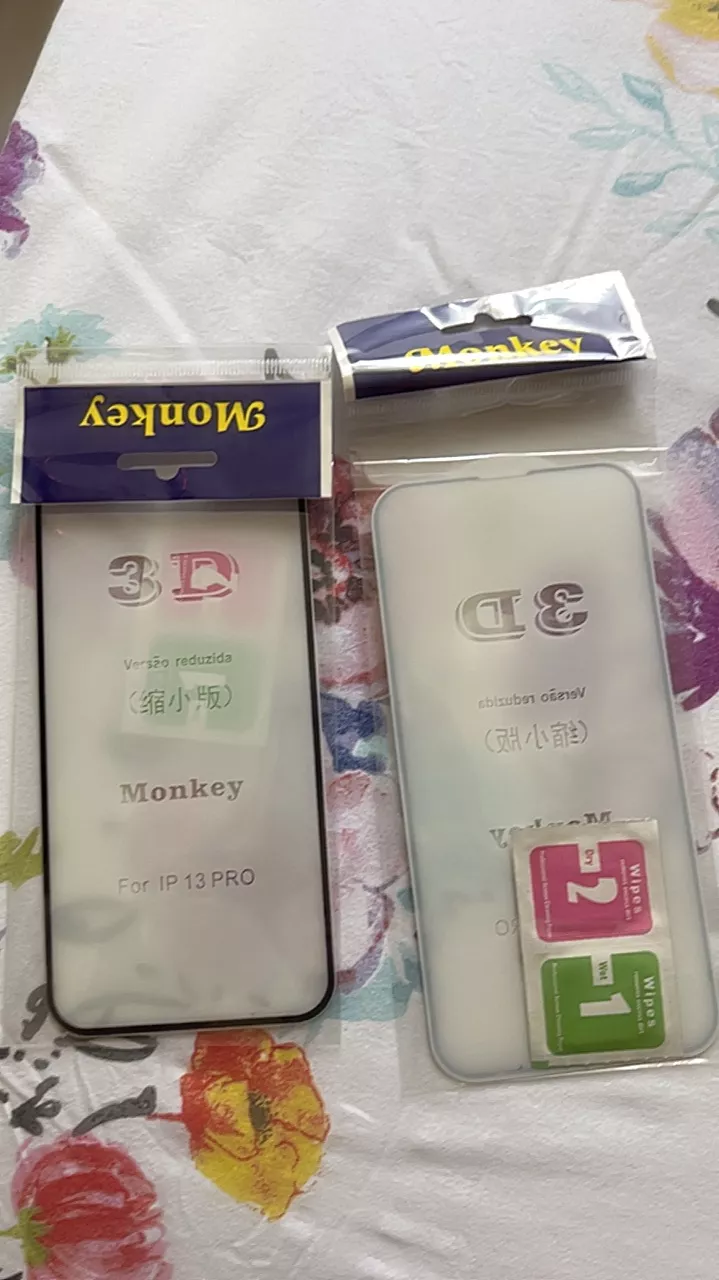 Monkey
3D
Versão reduzida
(缩小版)
Monkey
For IP 13 PRO
Monkey
3D
Versão reduzida
(缩小版)
Monkey
Wipes
Dry
2
Wipes
Wet
1